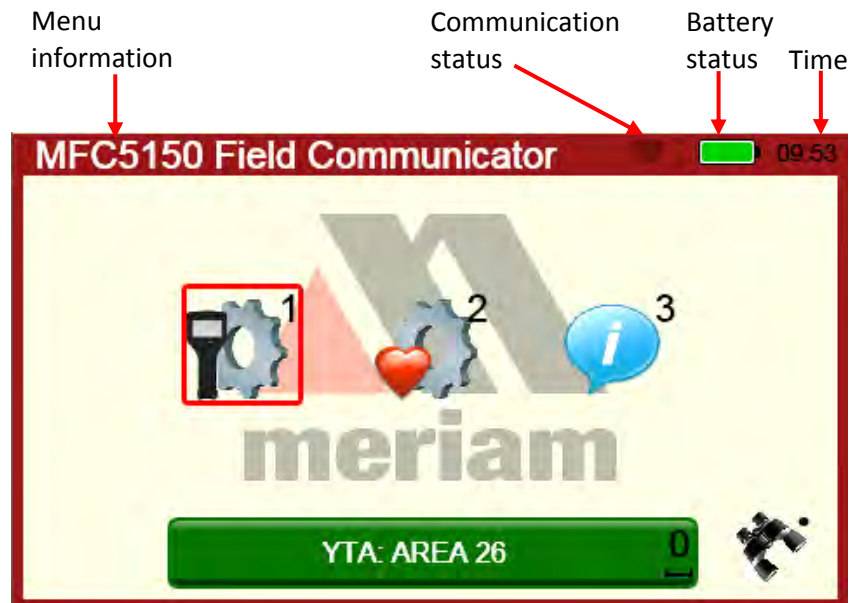 Menu
information
Communication
status
Battery
status
Time
MFC5150 Field Communicator
09:53
1
2
3
i
meriam
YTA: AREA 26
0